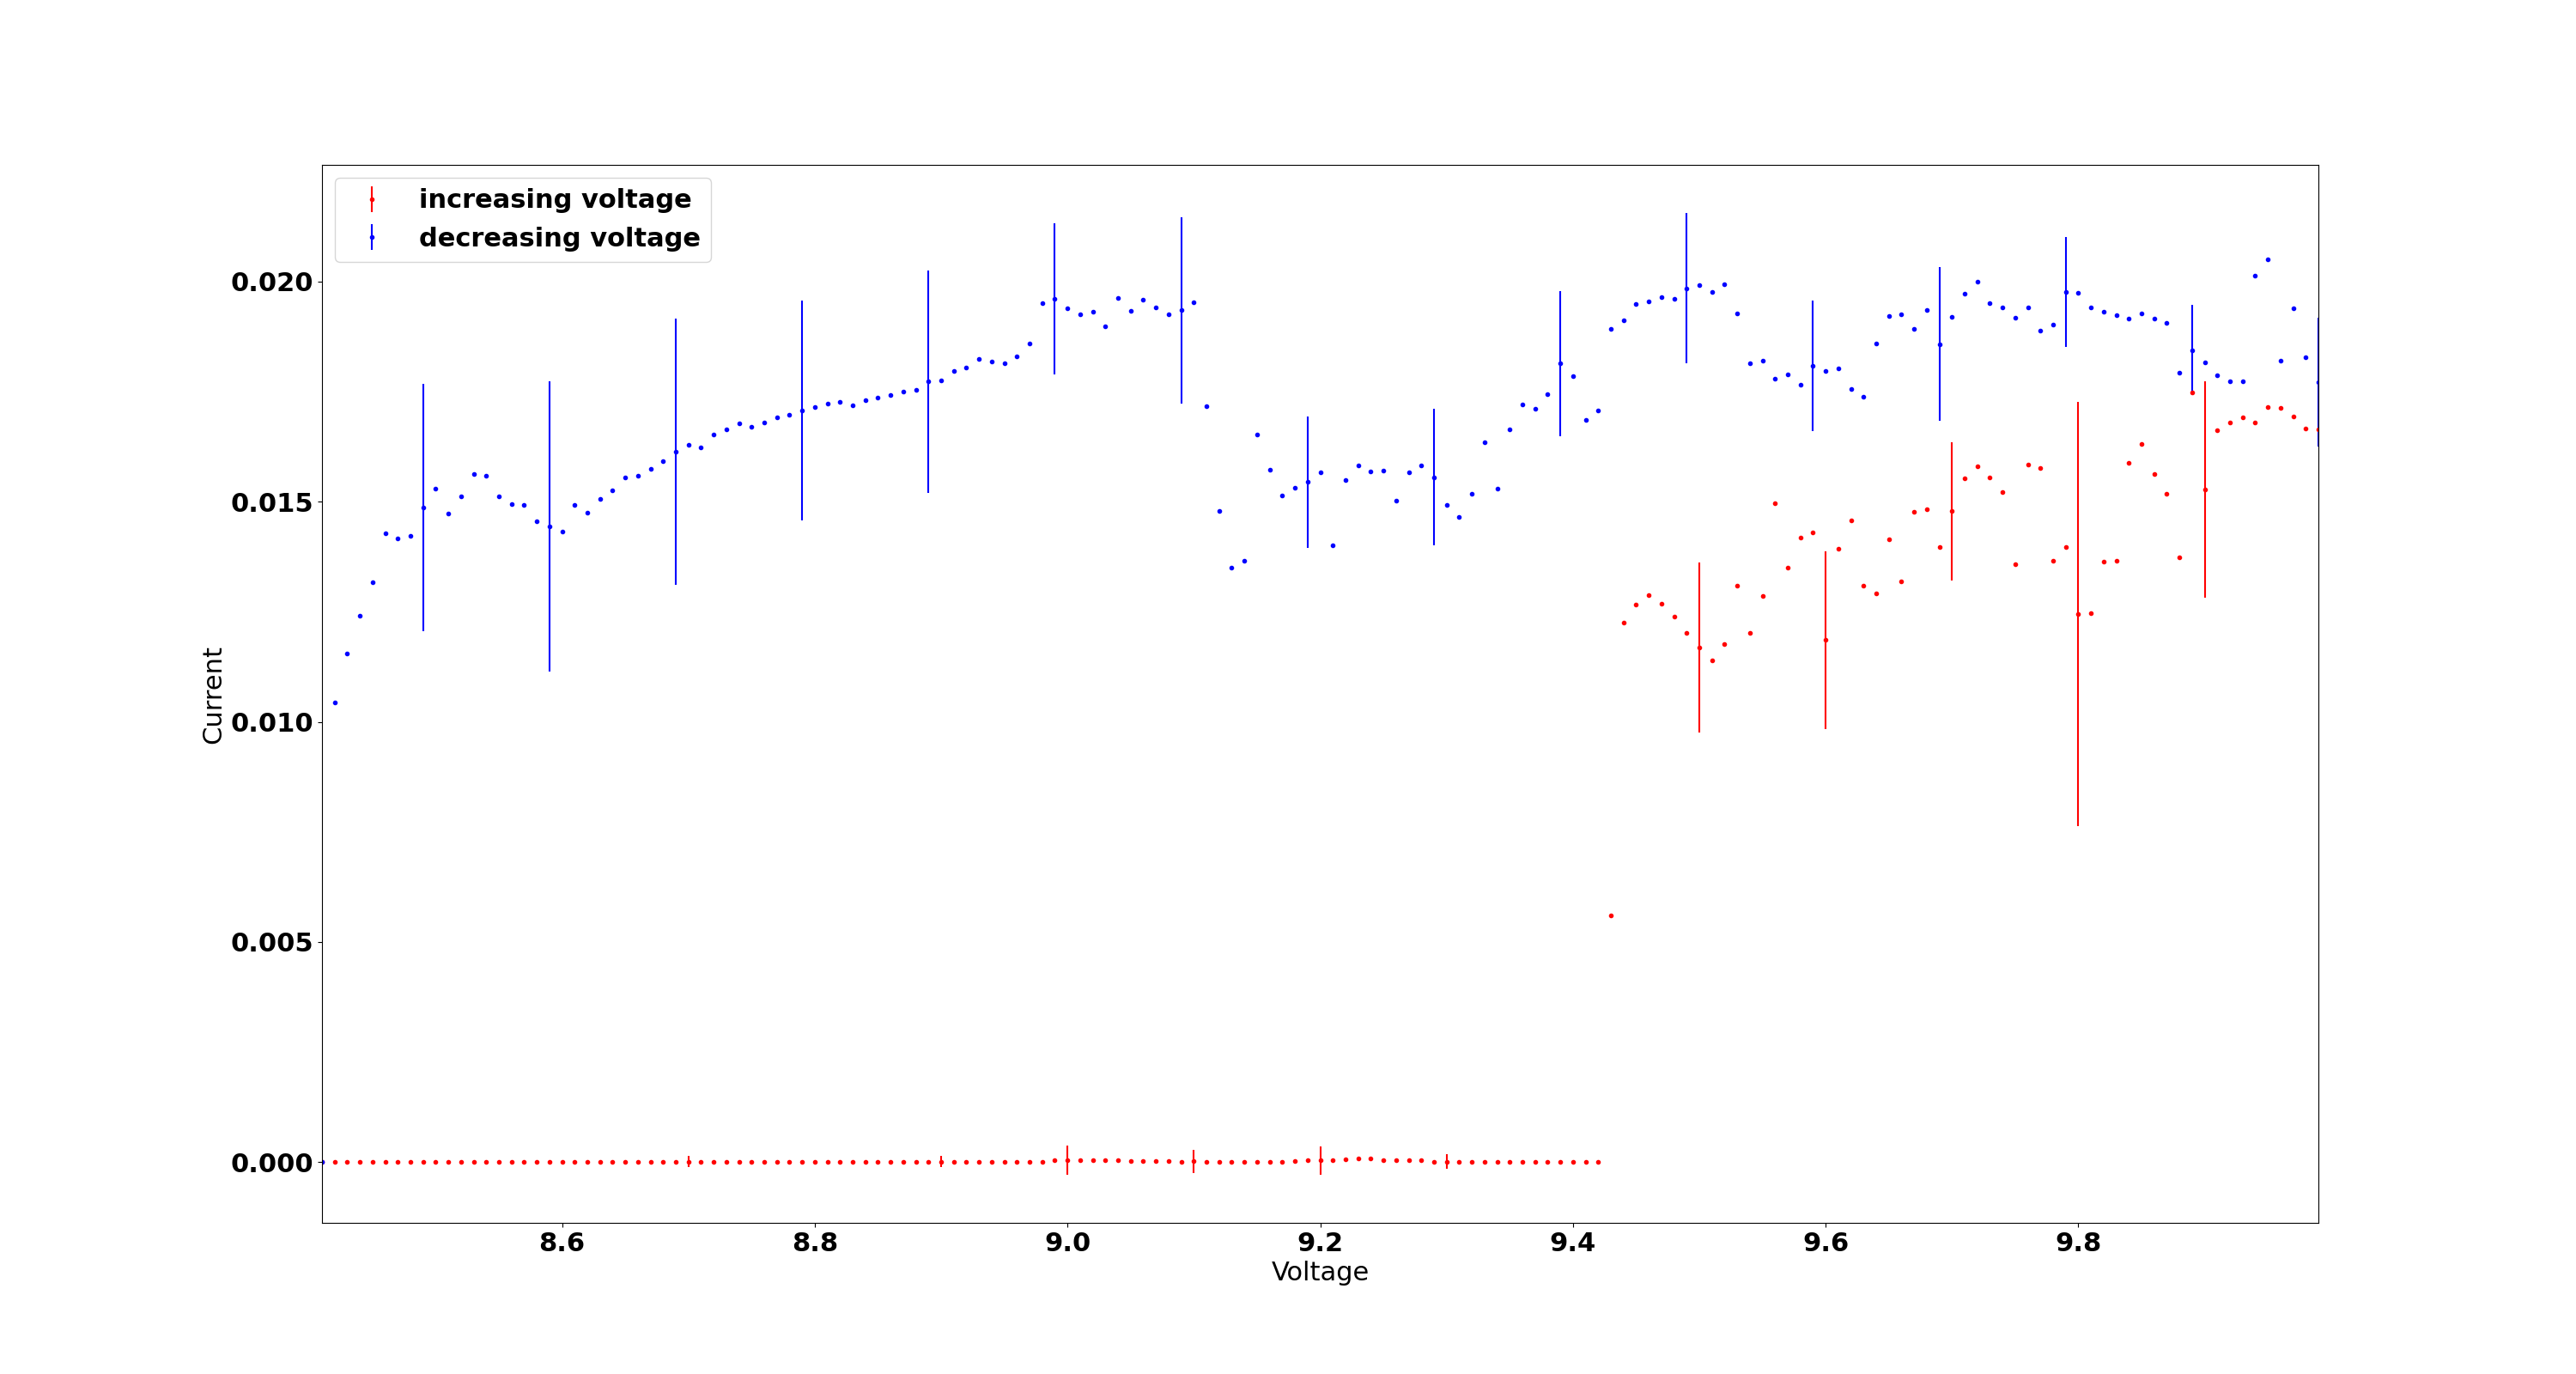 increasing voltage
decreasing voltage
0.020
0.015
0.010
0.005
0.000
Current
8.6 8.8 9.0 9.2 9.4 9.6 9.8
Voltage